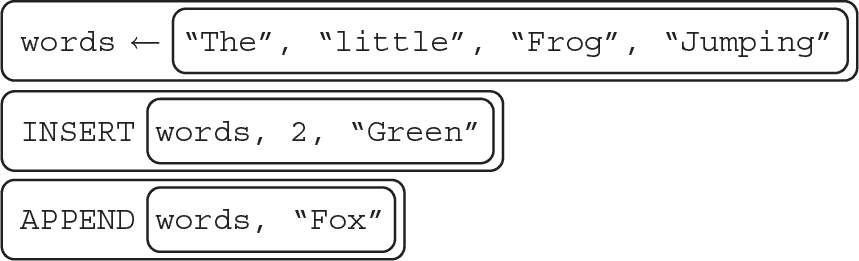 words ← “The”, “little”, “Frog”, “Jumping”
INSERT words, 2, “Green”
APPEND words, “Fox”